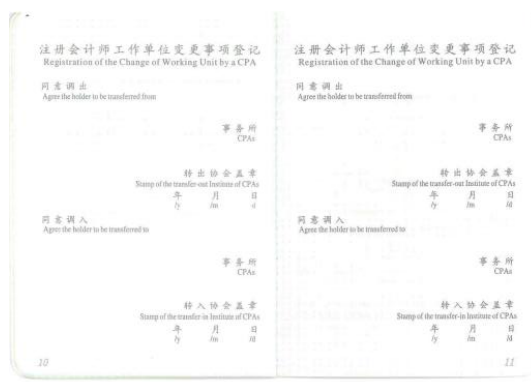 注册会计师工作单位变更事项登记
Registration of the Change of Working Unit by a CPA
同意调出
Agree the holder to be transferred from
事务所
CPAs
转出协会盖章
Stamp of the transfer-out Institute of CPAs
年 月 日
/y /m /d
同意调入
Agree the holder to be transferred to
事务所
CPAs
转入协会盖章
Stamp of the transfer-in Institute of CPAs
年 月 日
/y /m /d
10
注册会计师工作单位变更事项登记
Registration of the Change of Working Unit by a CPA
同意调出
Agree the holder to be transferred from
事务所
CPAs
转出协会盖章
Stamp of the transfer-out Institute of CPAs
年 月 日
/y /m /d
同意调入
Agree the holder to be transferred to
事务所
CPAs
转入协会盖章
Stamp of the transfer-in Institute of CPAs
年 月 日
/y /m /d
11